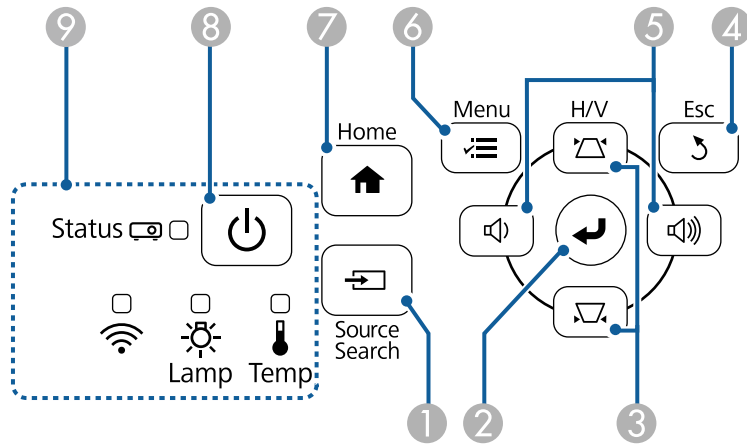 9 8 7 6 5 4
Menu H/V Esc
Home
Status
Source
Search
Lamp Temp
1 2 3